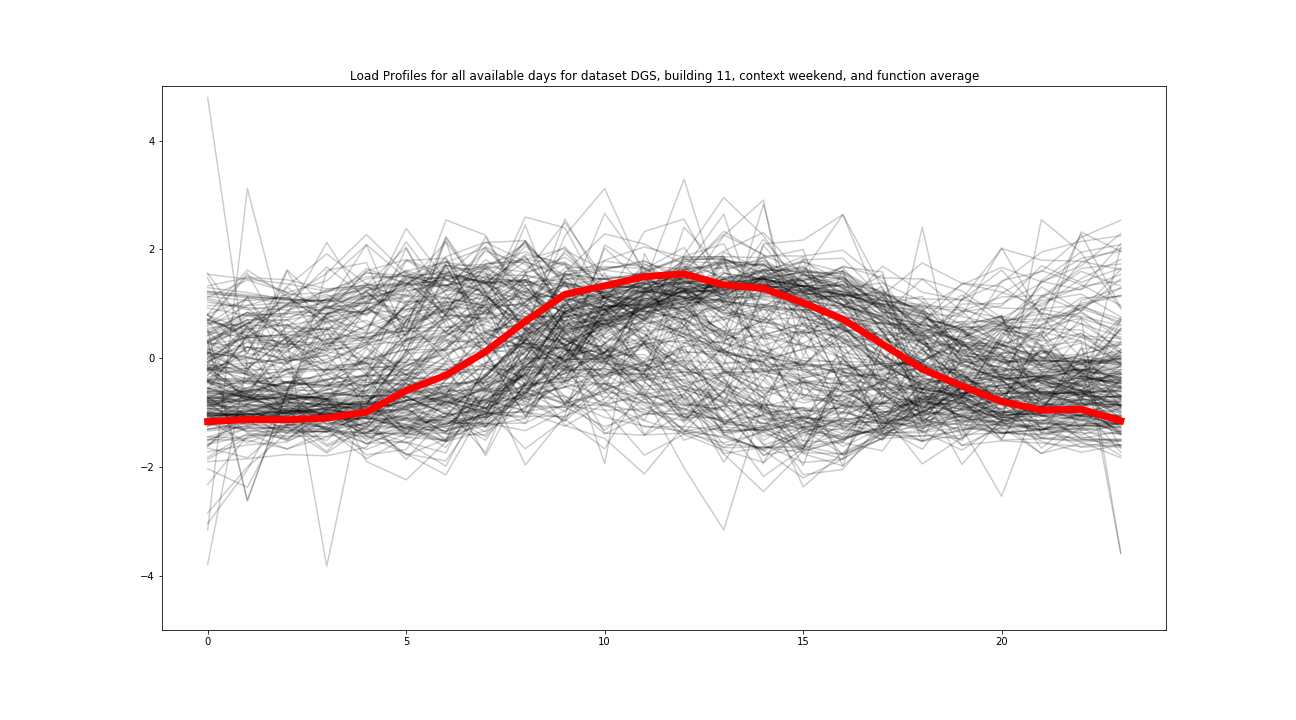 Load Profiles for all available days for dataset DGS, building 11, context weekend, and function average
4
2
0
−2
−4
0 5 10 15 20